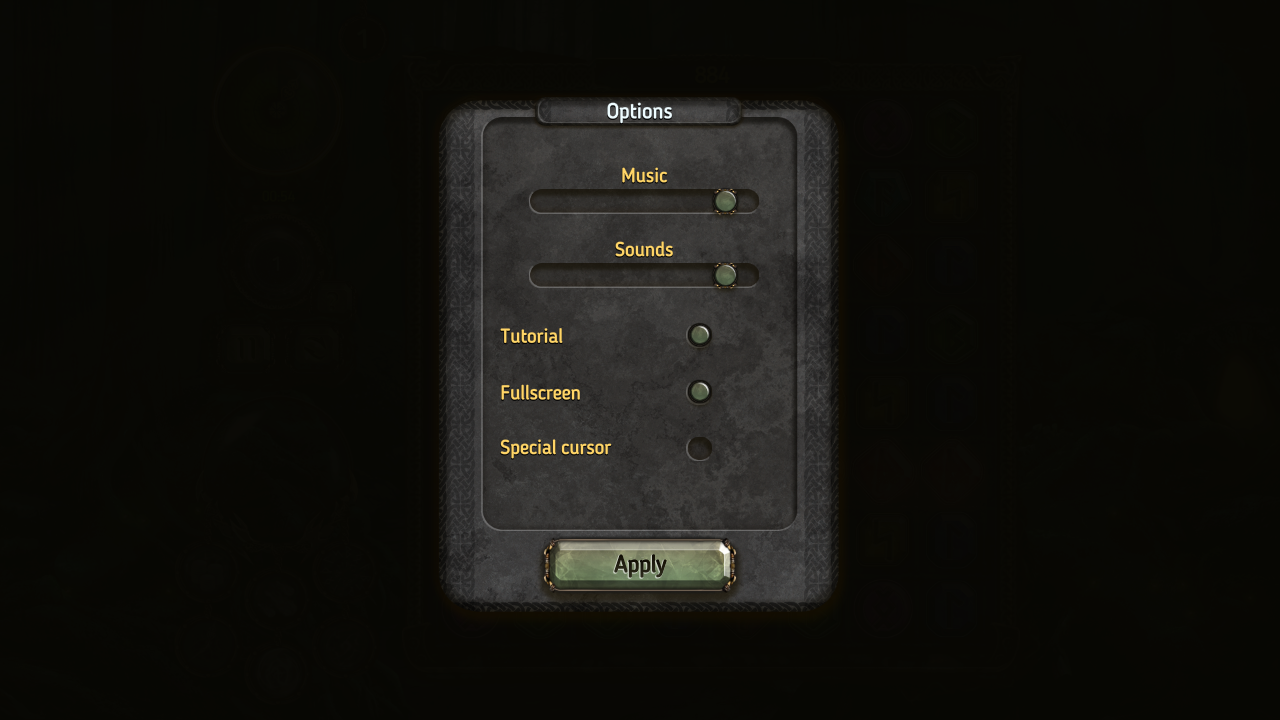 Options
Music
Sounds
Tutorial
Fullscreen
Special cursor
Apply